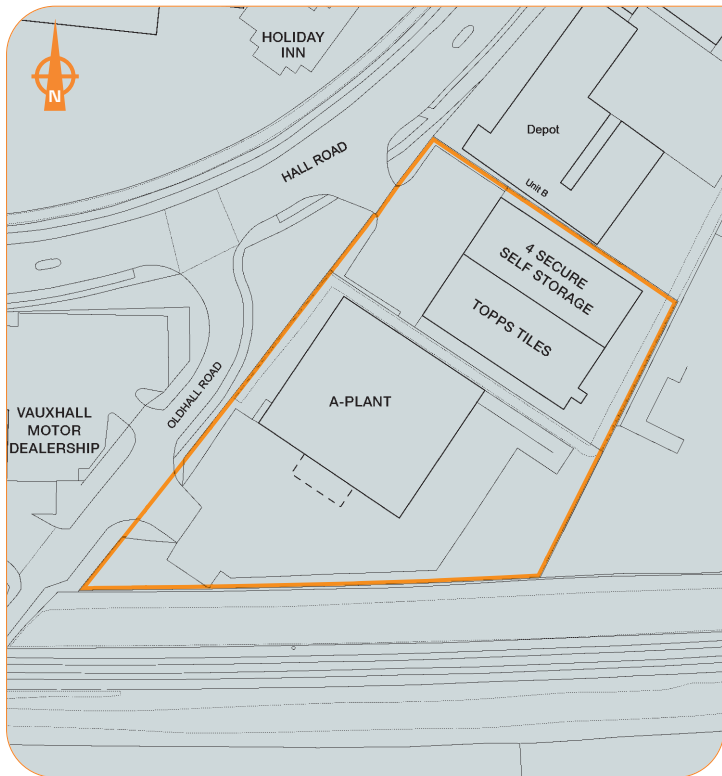 HOLIDAY
INN
N
HALL ROAD
Depot
Unit B
4 SECURE
SELF STORAGE
TOPPS TILES
OLDHALL ROAD
A-PLANT
VAUXHALL
MOTOR
DEALERSHIP